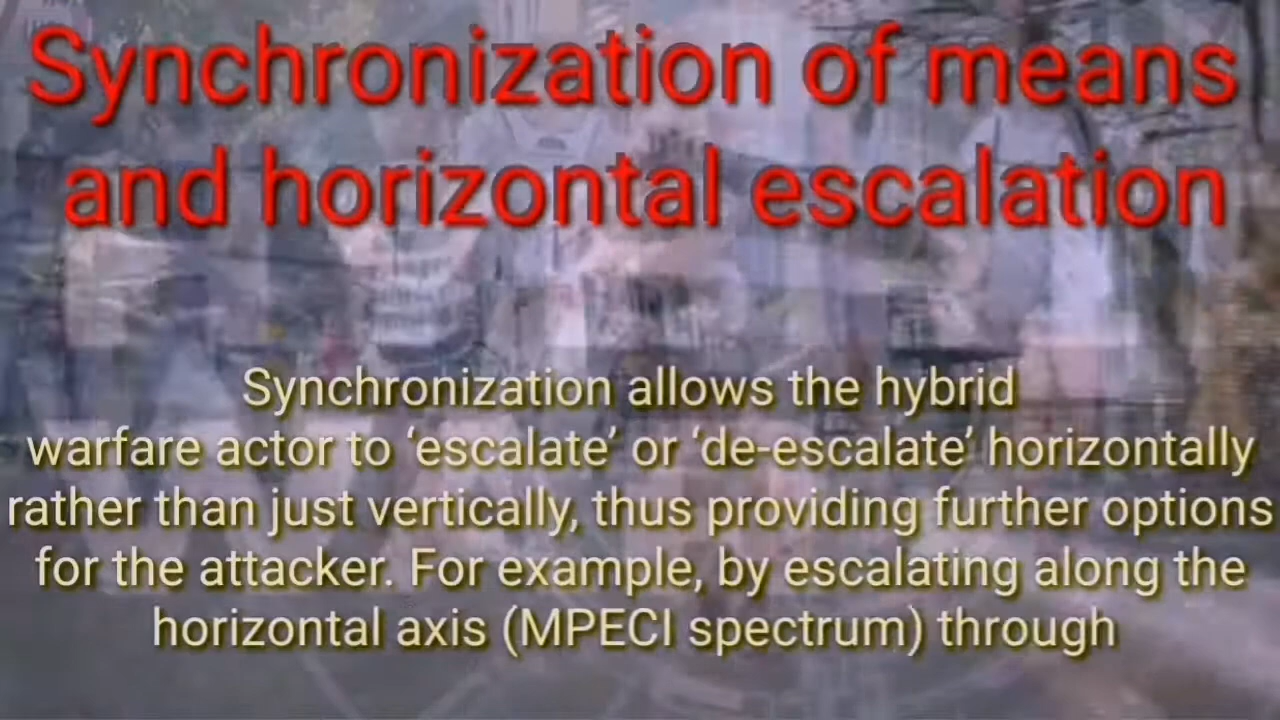 Synchronization of means
and horizontal escalation
Synchronization allows the hybrid
warfare actor to ‘escalate’ or ‘de-escalate’ horizontally
rather than just vertically, thus providing further options
for the attacker. For example, by escalating along the
horizontal axis (MPECI spectrum) through